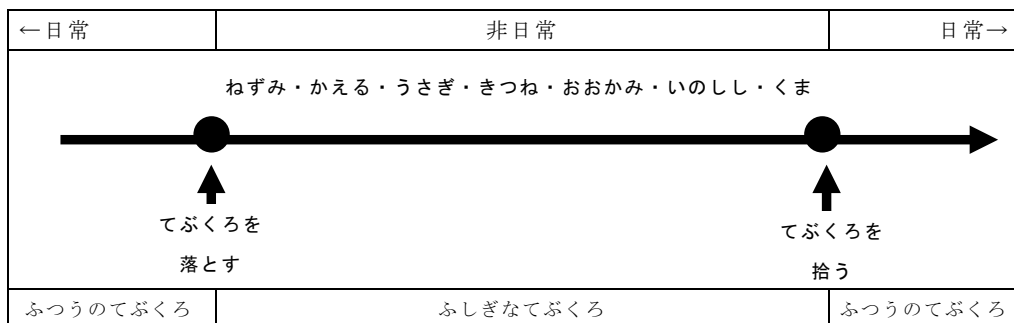 ←日常 非日常 日常→
ねずみ・かえる・うさぎ・きつね・おおかみ・いのしし・くま
てぶくろを
落とす
てぶくろを
拾う
ふつうのてぶくろ ふしぎなてぶくろ ふつうのてぶくろ